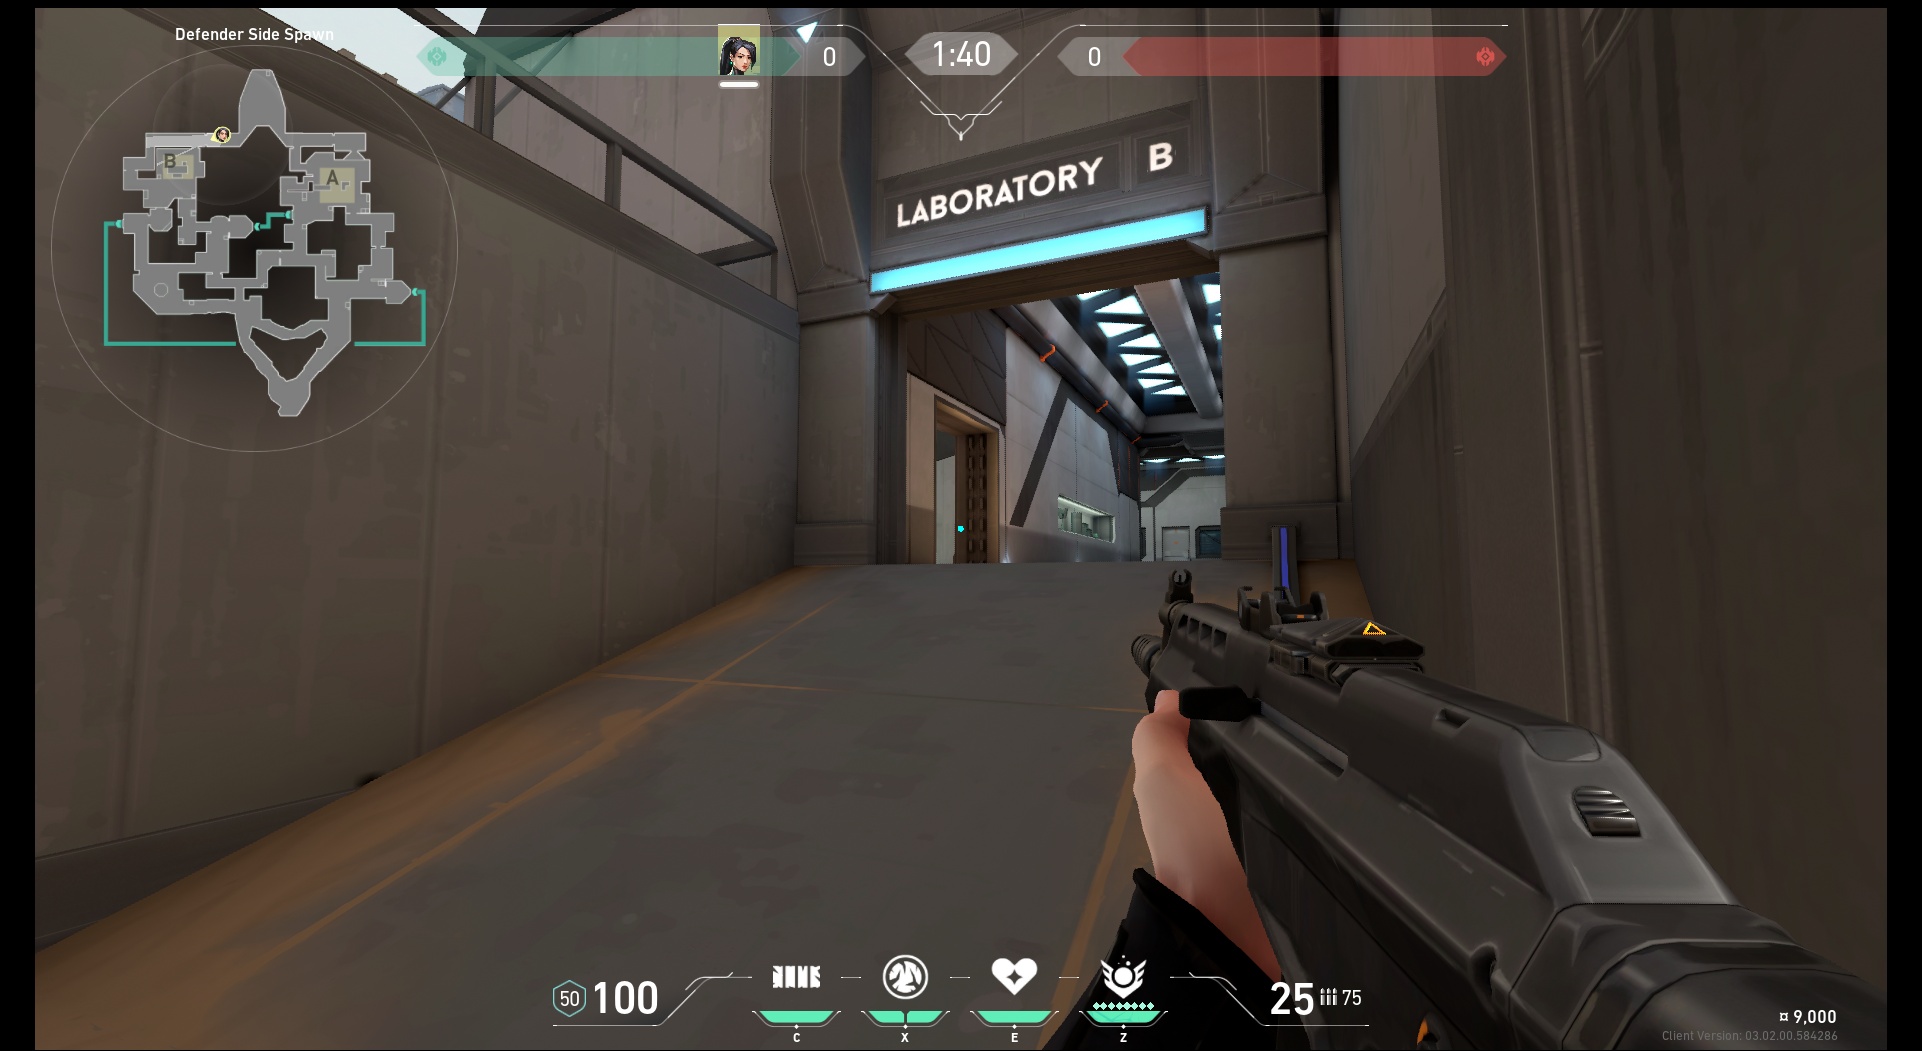 Defender Side Spawn
0
1:40
0
B
A
LABORATORY B
50 100
C
X
E
Z
25 75
¤ 9,000
Client Version: 03.02.00.584286